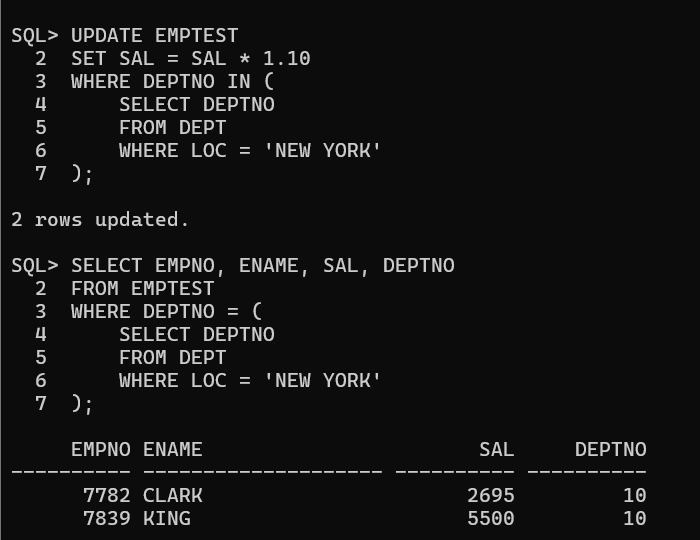 SQL> UPDATE EMPTEST
  2  SET SAL = SAL * 1.10
  3  WHERE DEPTNO IN (
  4      SELECT DEPTNO
  5      FROM DEPT
  6      WHERE LOC = 'NEW YORK'
  7  );

2 rows updated.

SQL> SELECT EMPNO, ENAME, SAL, DEPTNO
  2  FROM EMPTEST
  3  WHERE DEPTNO = (
  4      SELECT DEPTNO
  5      FROM DEPT
  6      WHERE LOC = 'NEW YORK'
  7  );

     EMPNO ENAME                       SAL     DEPTNO
---------- -------------------- ---------- ----------
      7782 CLARK                      2695         10
      7839 KING                       5500         10